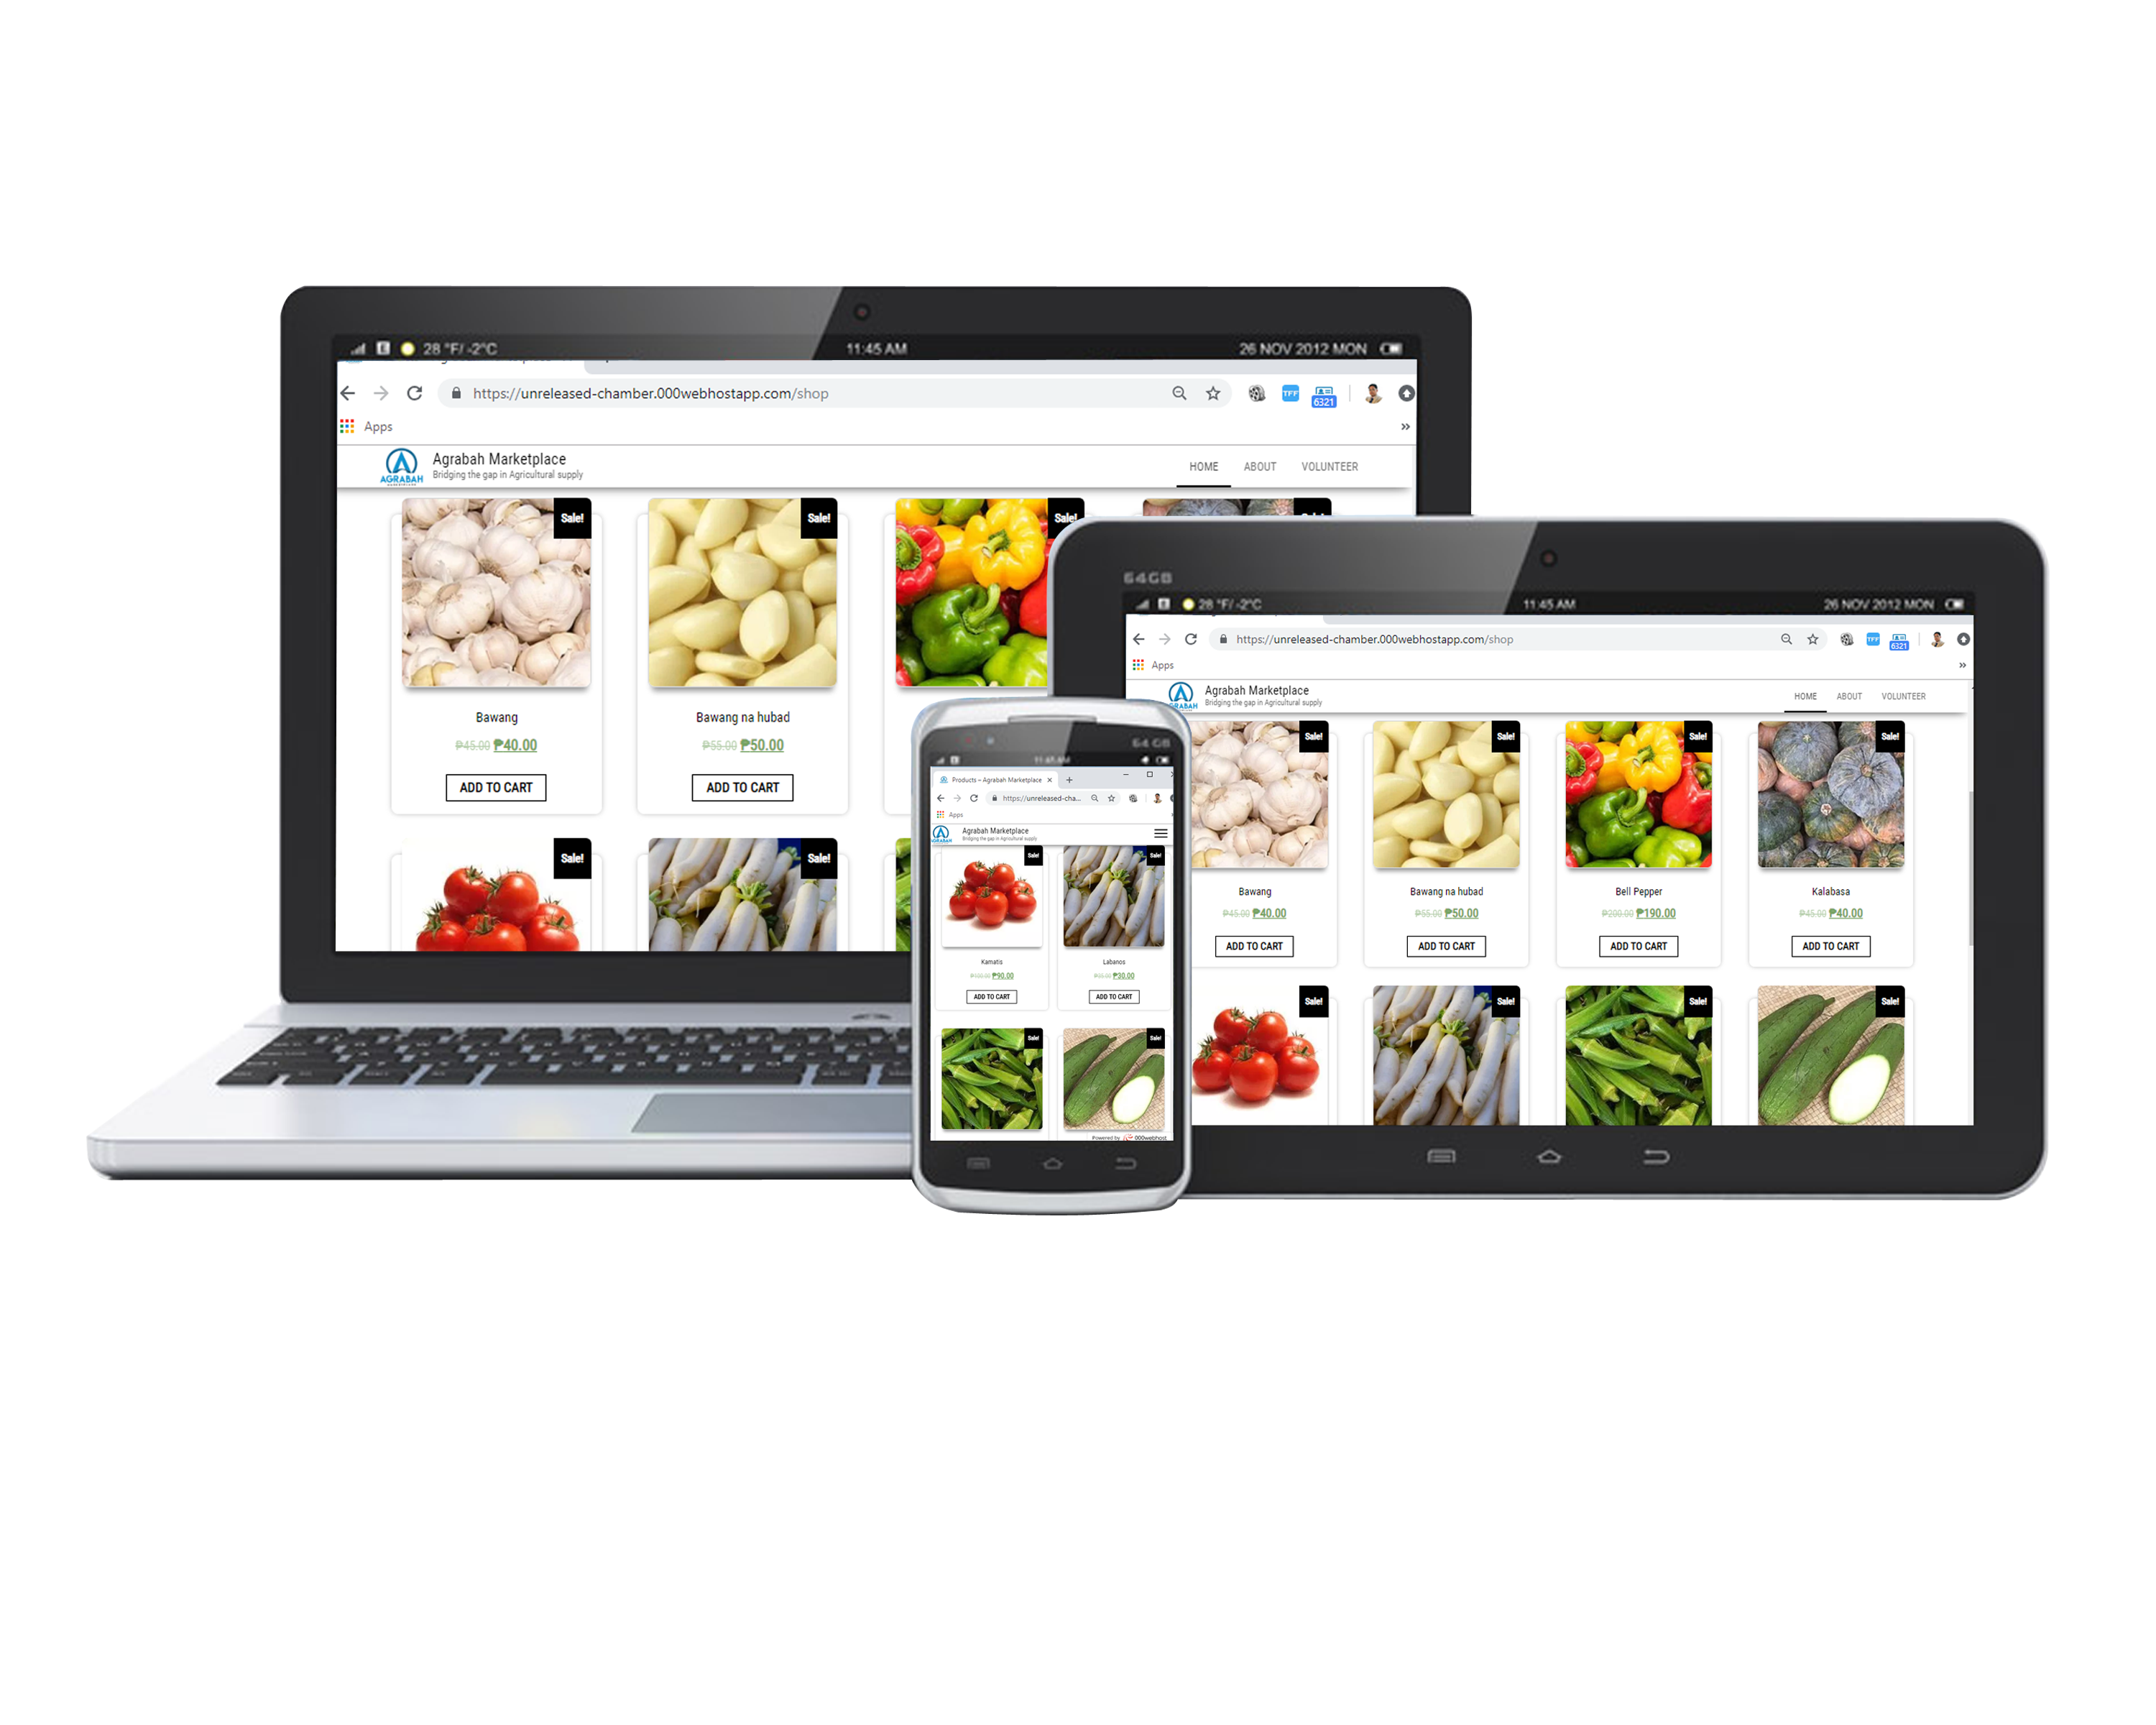 28 °F/ -2°C
11:45 AM
26 NOV 2012 MON
https://unreleased-chamber.000webhostapp.com/shop
TFF
6321
Apps
»
AGRABAH
Agrabah Marketplace
Bridging the gap in Agricultural supply
HOME
ABOUT
VOLUNTEER
Sale!
Sale!
Sale!
Bawang
₱45.00 ₱40.00
ADD TO CART
Bawang na hubad
₱55.00 ₱50.00
ADD TO CART
Sale!
Sale!
64GB
28 °F/ -2°C
11:45 AM
26 NOV 2012 MON
https://unreleased-chamber.000webhostapp.com/shop
TFF
6321
Apps
»
Agrabah Marketplace
Bridging the gap in Agricultural supply
HOME
ABOUT
VOLUNTEER
Sale!
Sale!
Sale!
Sale!
Bawang
₱45.00 ₱40.00
ADD TO CART
Bawang na hubad
₱55.00 ₱50.00
ADD TO CART
Bell Pepper
₱200.00 ₱190.00
ADD TO CART
Kalabasa
₱45.00 ₱40.00
ADD TO CART
Sale!
Sale!
Sale!
Sale!
64 GB
11:45 AM
Products – Agrabah Marketplace
https://unreleased-cha...
Apps
AGRABAH
Agrabah Marketplace
Bridging the gap in Agricultural supply
Sale!
Sale!
Kamatis
₱90.00
ADD TO CART
Labanos
₱30.00
ADD TO CART
Sale!
Sale!
Powered by 000webhost